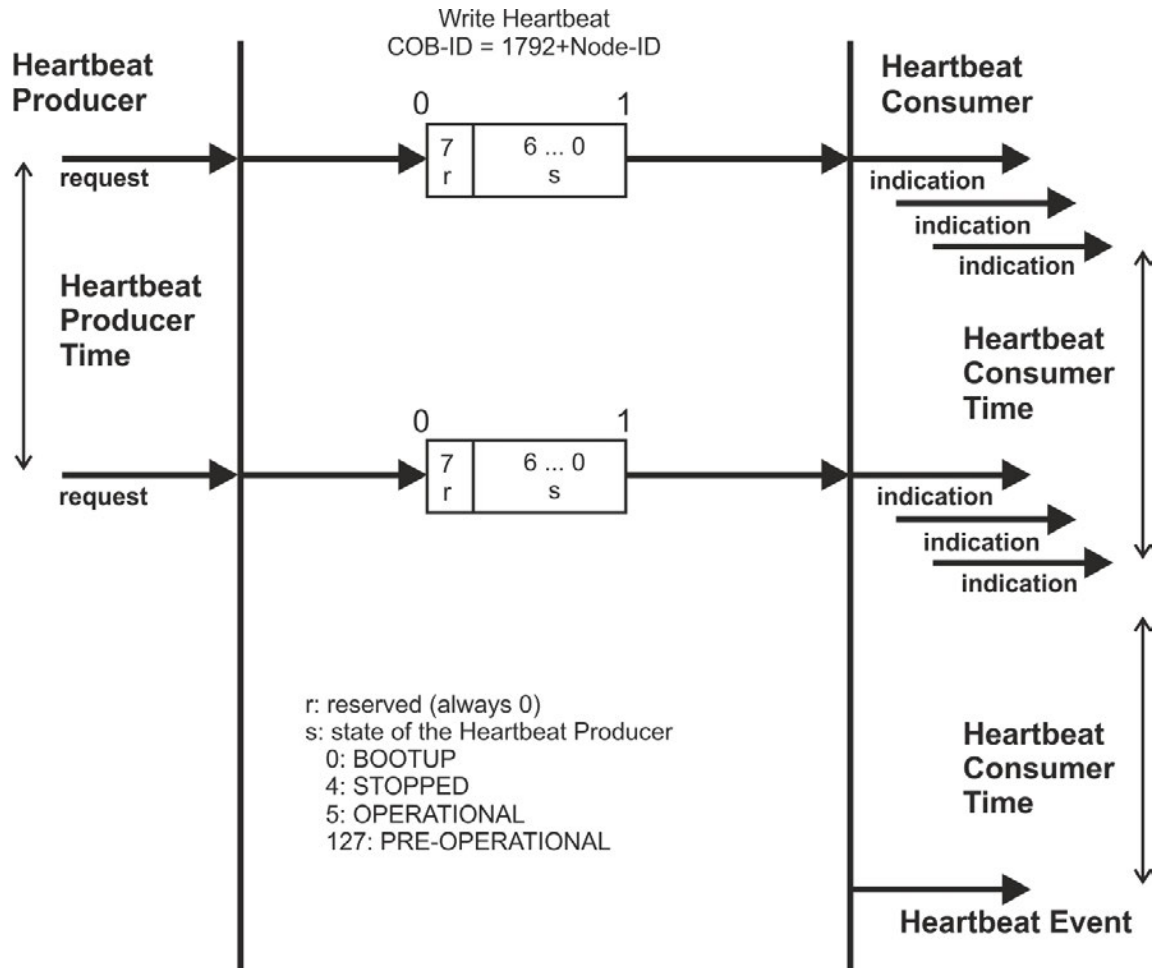 Write Heartbeat
COB-ID = 1792+Node-ID
Heartbeat
Producer
Heartbeat
Consumer
0 1
7 6 ... 0
r s
request
indication
indication
indication
Heartbeat
Producer
Time
Heartbeat
Consumer
Time
0 1
7 6 ... 0
r s
request
indication
indication
indication
r: reserved (always 0)
s: state of the Heartbeat Producer
0: BOOTUP
4: STOPPED
5: OPERATIONAL
127: PRE-OPERATIONAL
Heartbeat
Consumer
Time
Heartbeat Event